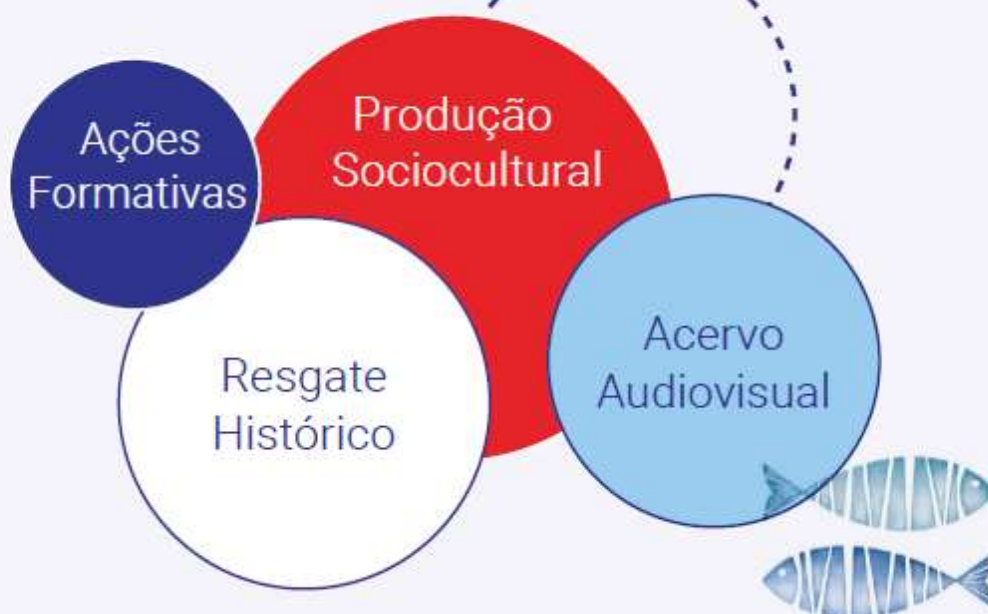 Ações
Formativas
Produção
Sociocultural
Resgate
Histórico
Acervo
Audiovisual